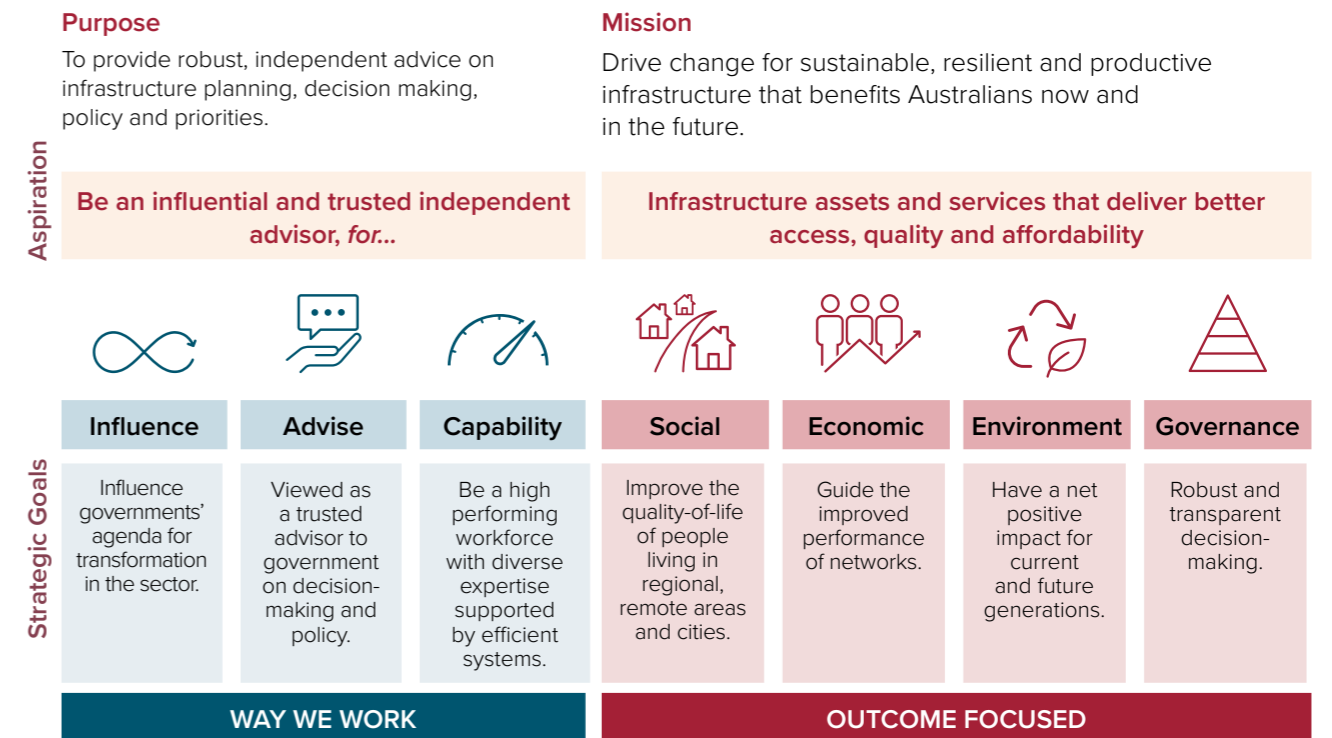 Purpose
To provide robust, independent advice on
infrastructure planning, decision making,
policy and priorities.
Mission
Drive change for sustainable, resilient and productive
infrastructure that benefits Australians now and
in the future.
Aspiration
Be an influential and trusted independent
advisor, for...
Infrastructure assets and services that deliver better
access, quality and affordability
Strategic Goals
Influence
Influence
governments’
agenda for
transformation
in the sector.
Advise
Viewed as
a trusted
advisor to
government
on decision-
making and
policy.
Capability
Be a high
performing
workforce
with diverse
expertise
supported
by efficient
systems.
Social
Improve the
quality-of-life
of people
living in
regional,
remote areas
and cities.
Economic
Guide the
improved
performance
of networks.
Environment
Have a net
positive
impact for
current
and future
generations.
Governance
Robust and
transparent
decision-
making.
WAY WE WORK
OUTCOME FOCUSED